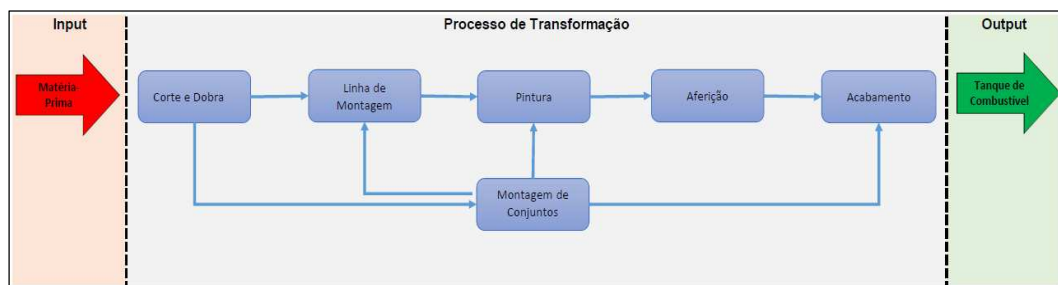 Input
Processo de Transformação
Output
Matéria-
Prima
Corte e Dobra
Linha de
Montagem
Pintura
Aferição
Acabamento
Tanque de
Combustível
Montagem de
Conjuntos